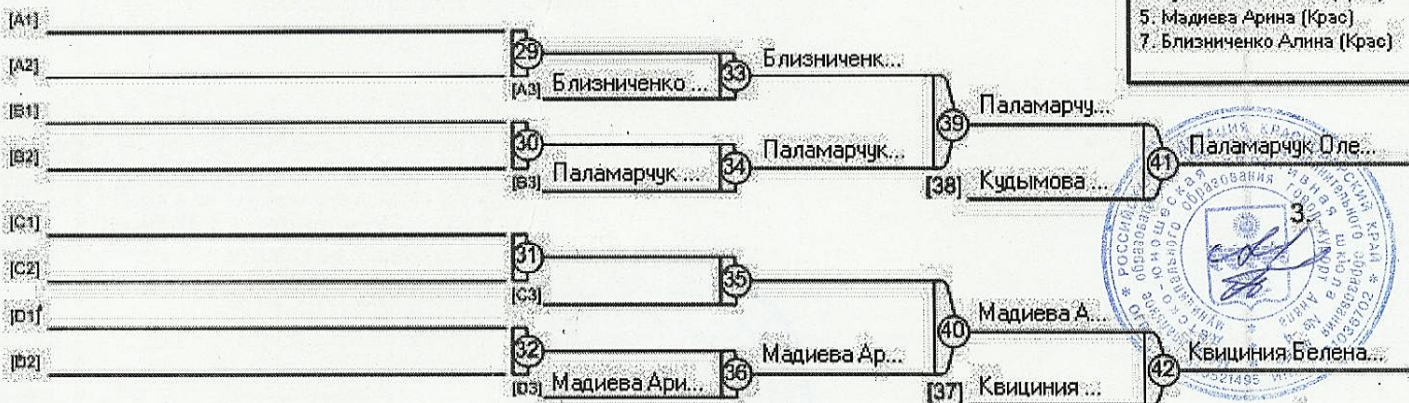 5. Мадиева Арина (Крас)
7. Близниченко Алина (Крас)
[A1]
[A2]
29
[A3] Близниченко ...
33
Близниченк...
[B1]
[B2]
30
[B3] Паламарчук ...
34
Паламарчук...
39
Паламарчу...
[38] Кудымова ...
41
Паламарчук Оле...
3.
[C1]
[C2]
31
[C3]
35
[D1]
[D2]
32
[D3] Мадиева Ари...
36
Мадиева Ар...
40
Мадиева А...
[37] Квициния ...
42
Квициния Белена...